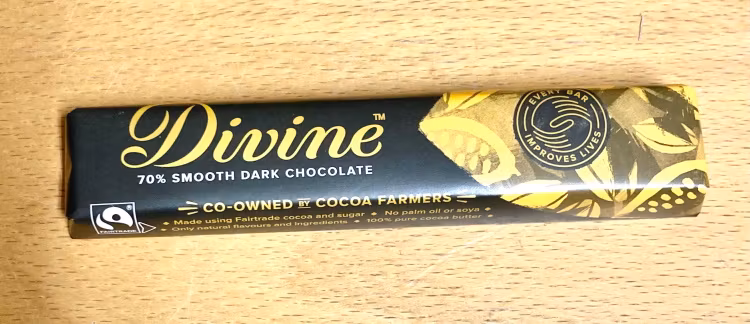 Divine™
70% SMOOTH DARK CHOCOLATE
CO-OWNED BY COCOA FARMERS
• Made using Fairtrade cocoa and sugar • No palm oil or soya •
• Only natural flavours and ingredients • 100% pure cocoa butter •
FAIRTRADE
EVERY BAR
IMPROVES LIVES